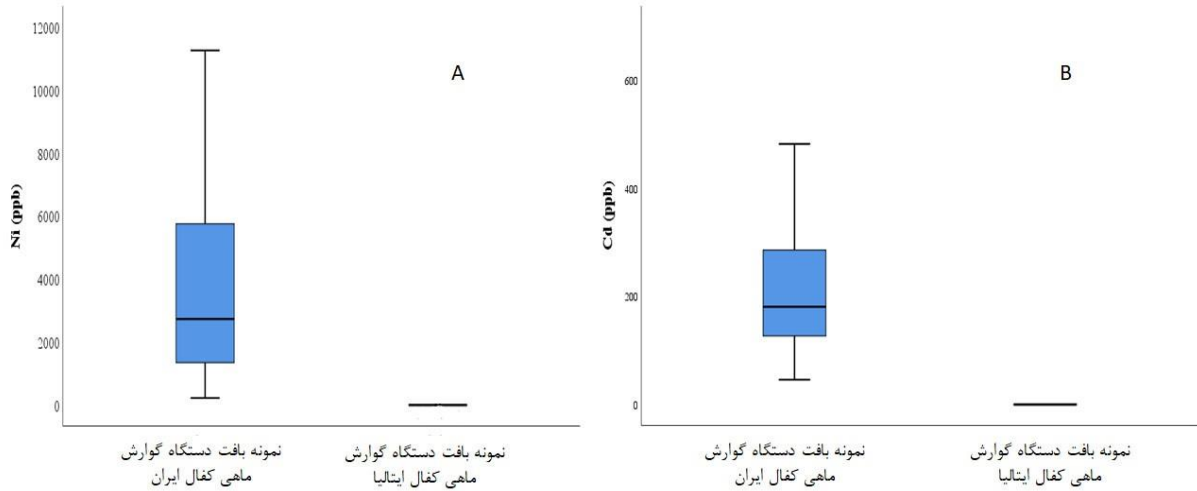 12000
10000
8000
6000
4000
2000
0
Ni (ppb)
A
نمونه بافت دستگاه گوارش
ماهی کفال ایران
نمونه بافت دستگاه گوارش
ماهی کفال ایتالیا
600
400
200
0
Cd (ppb)
B
نمونه بافت دستگاه گوارش
ماهی کفال ایران
نمونه بافت دستگاه گوارش
ماهی کفال ایتالیا